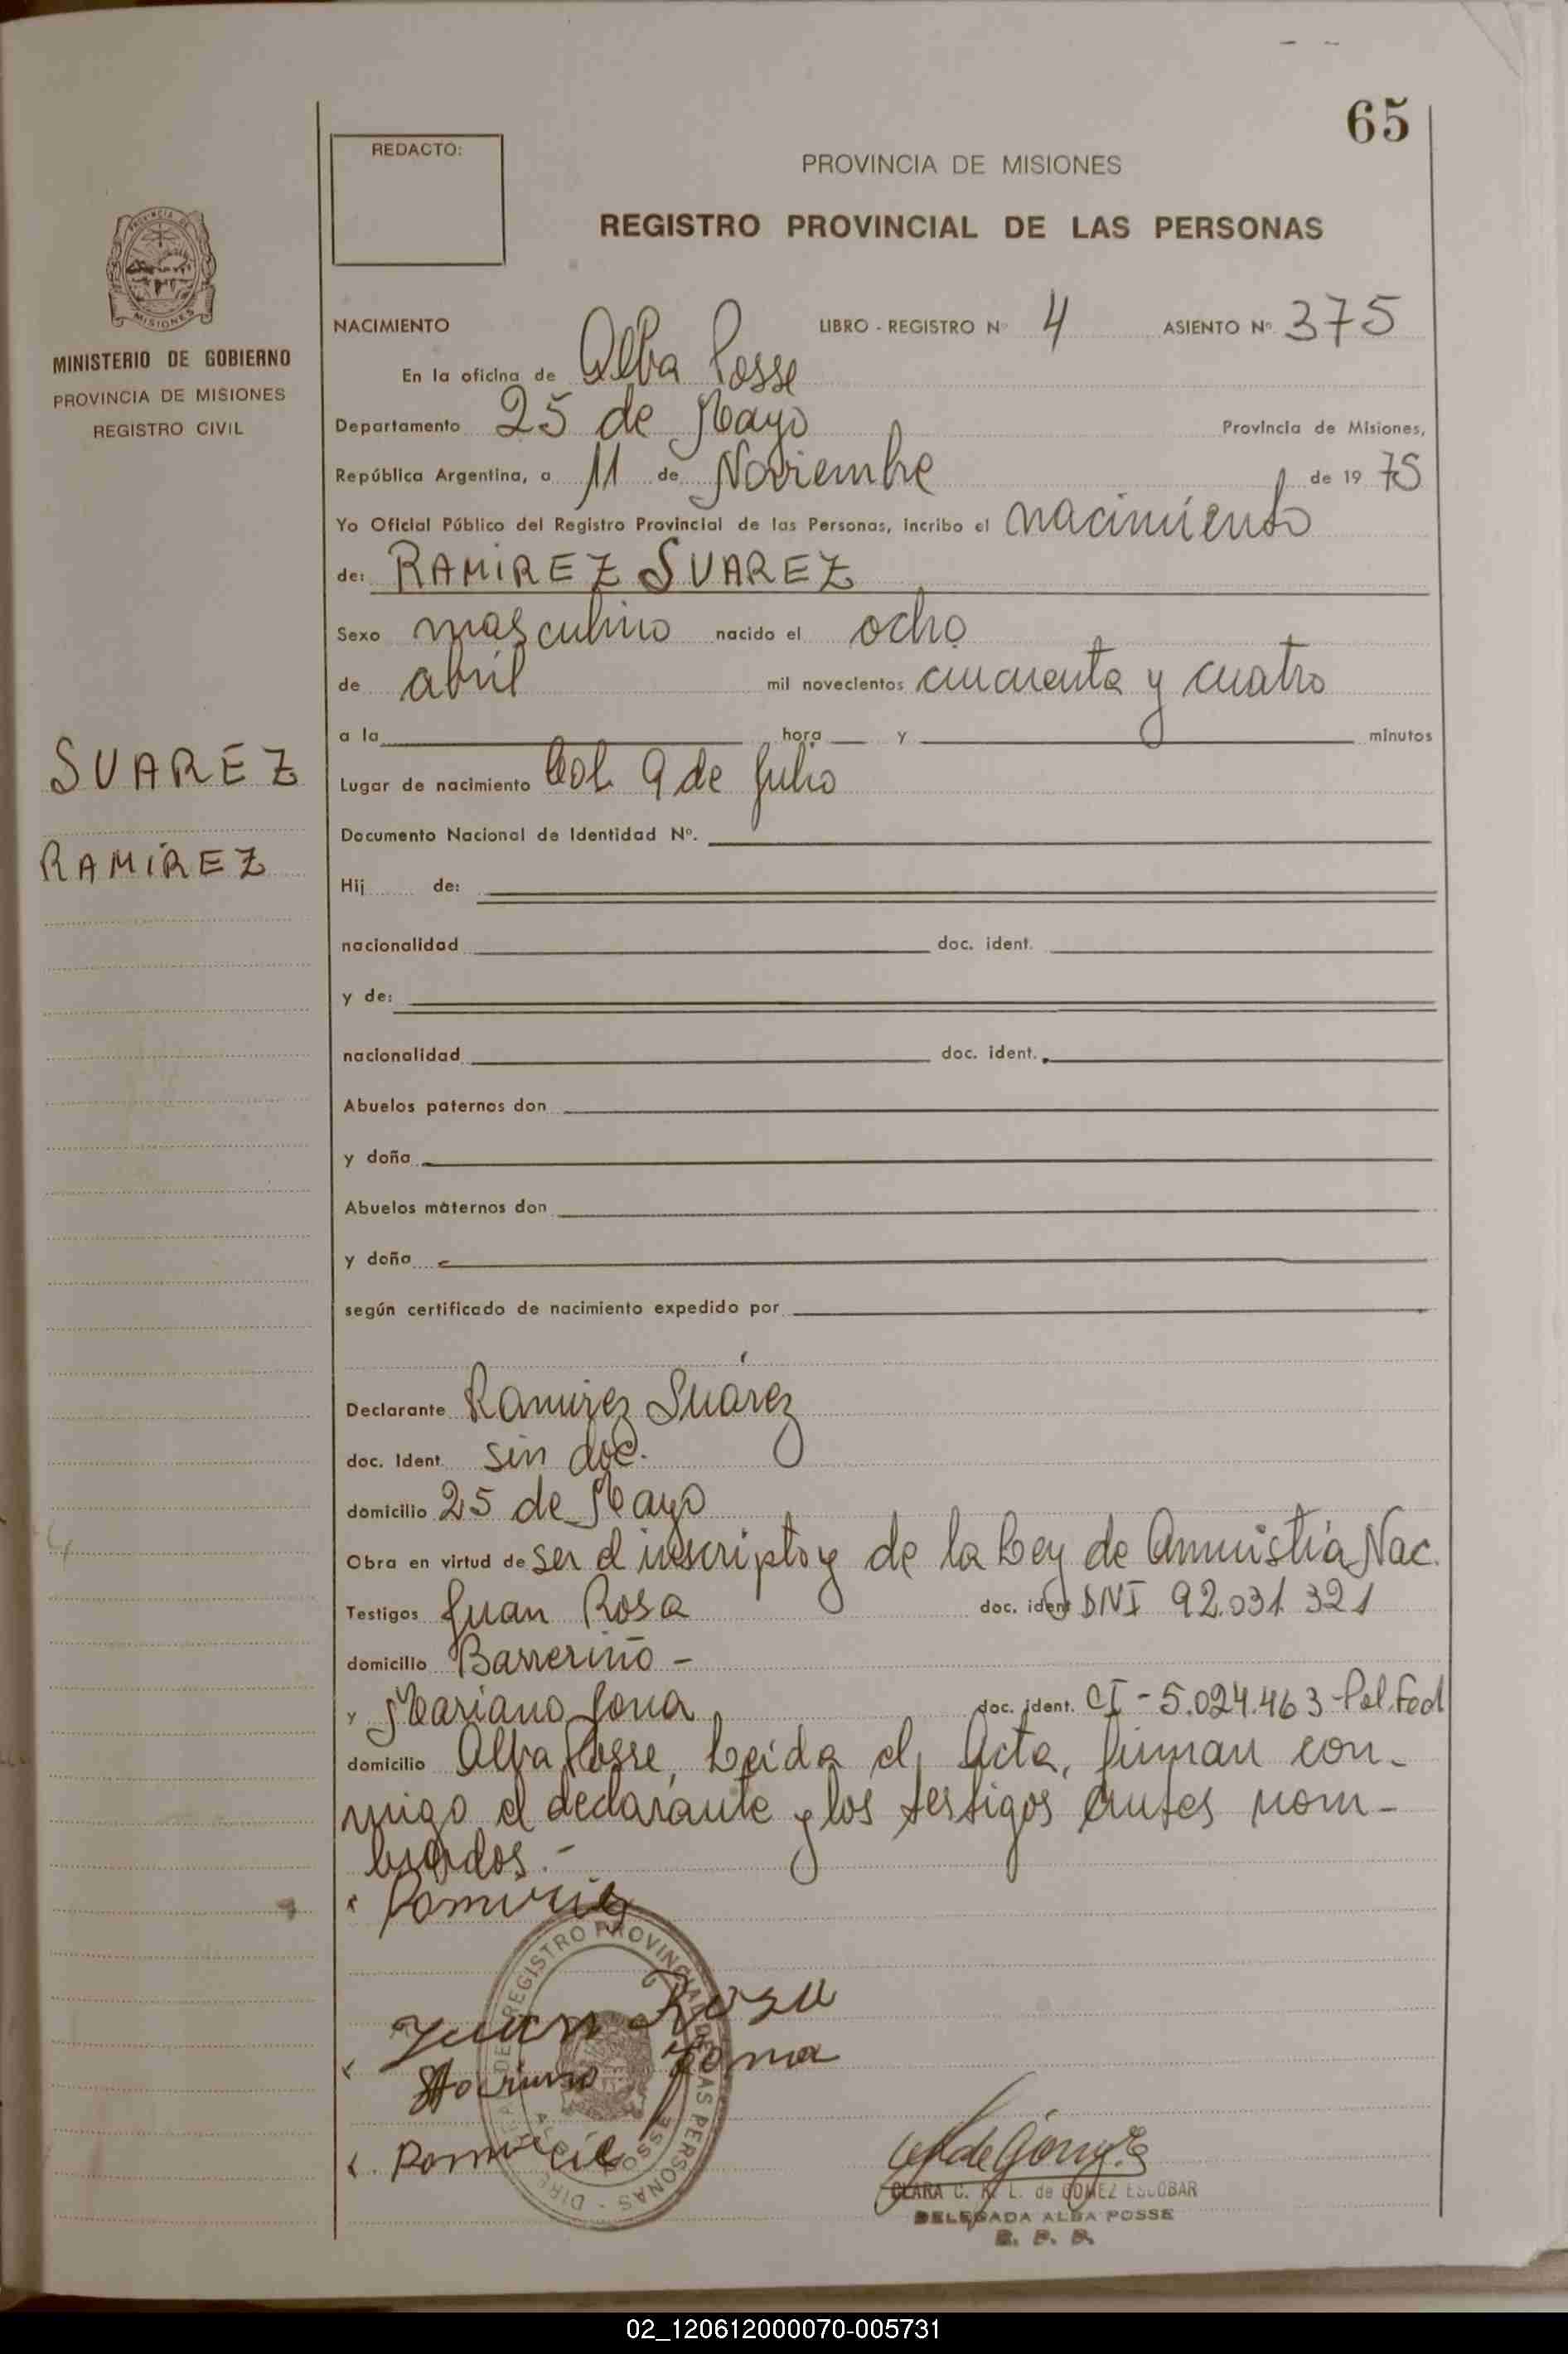 65
REDACTO:
PROVINCIA DE MISIONES
REGISTRO PROVINCIAL DE LAS PERSONAS
MINISTERIO DE GOBIERNO
PROVINCIA DE MISIONES
REGISTRO CIVIL
NACIMIENTO LIBRO - REGISTRO Nº 4 ASIENTO Nº 375
En la oficina de Alba Posse
Departamento 25 de Mayo Provincia de Misiones,
República Argentina, a 11 de Noviembre de 1975
Yo Oficial Público del Registro Provincial de las Personas, incribo el nacimiento
de: RAMIREZ SUAREZ
Sexo masculino nacido el ocho
de abril mil novecientos cincuenta y cuatro
a la hora y minutos
SUAREZ
RAMIREZ
Lugar de nacimiento Col. 9 de Julio
Documento Nacional de Identidad Nº.
Hij de:
nacionalidad doc. ident.
y de:
nacionalidad doc. ident.
Abuelos paternos don
y doña
Abuelos maternos don
y doña
según certificado de nacimiento expedido por
Declarante Ramirez Suárez
doc. Ident. sin doc.
domicilio 25 de Mayo
Obra en virtud de ser el inscripto y de la Ley de Amnistía Nac.
Testigos Juan Rosa doc. ident DNI 92.031.321
domicilio Barreriño -
y Mariano Jona doc. ident. CI - 5.024.463 - Pol. Fed
domicilio Alba Posse, Leída el Acta, firman con-
migo el declarante y los testigos antes nom-
brados.-
REGISTRO PROVINCIAL DE LAS PERSONAS
Juan Rosa
Jona
CLARA C. K. L. de GOMEZ ESCOBAR
DELEGADA ALBA POSSE
R. P. P.
02_120612000070-005731